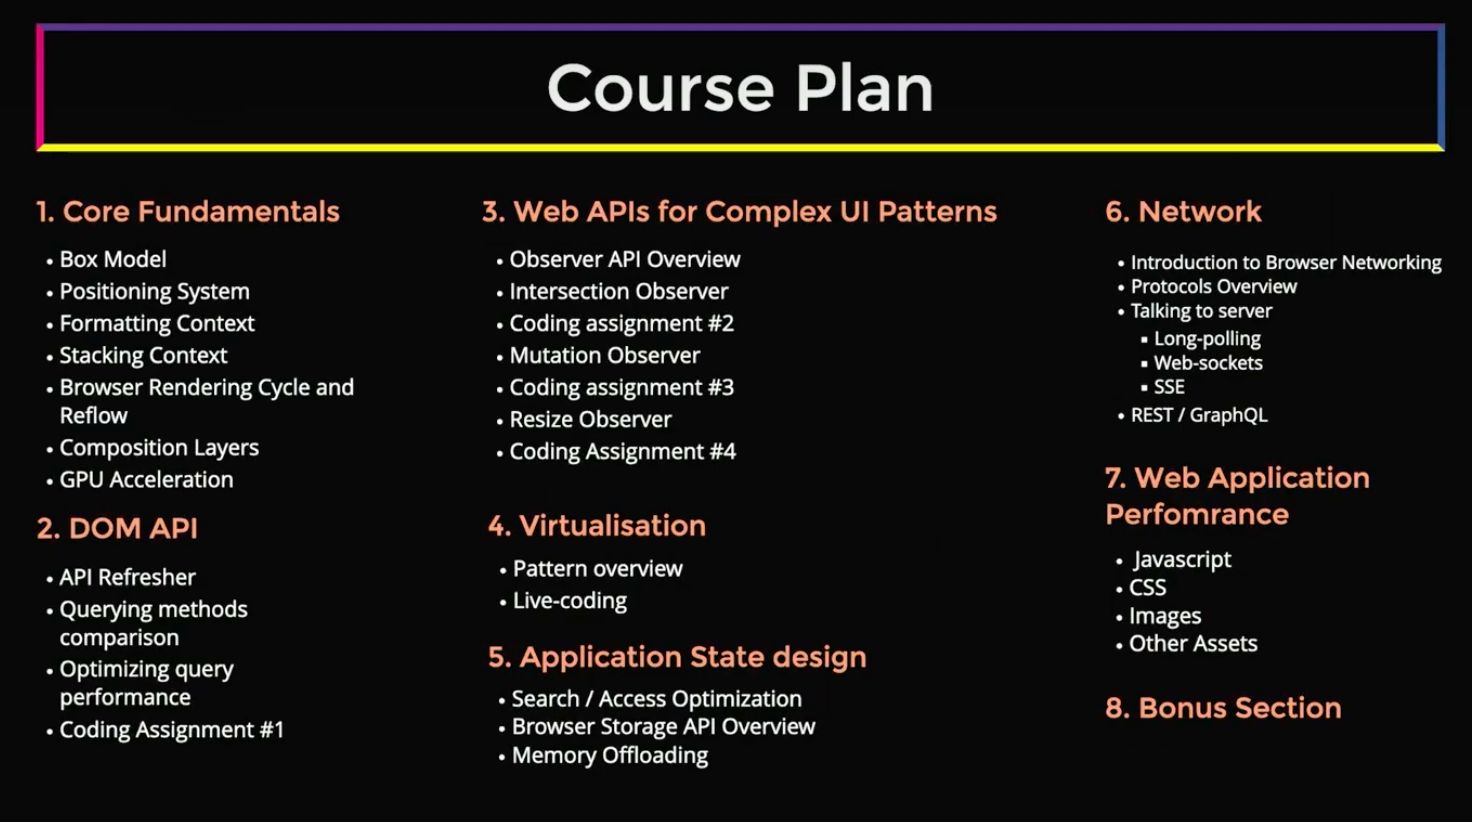 Course Plan
1. Core Fundamentals
• Box Model
• Positioning System
• Formatting Context
• Stacking Context
• Browser Rendering Cycle and
Reflow
• Composition Layers
• GPU Acceleration
2. DOM API
• API Refresher
• Querying methods
comparison
• Optimizing query
performance
• Coding Assignment #1
3. Web APIs for Complex UI Patterns
• Observer API Overview
• Intersection Observer
• Coding assignment #2
• Mutation Observer
• Coding assignment #3
• Resize Observer
• Coding Assignment #4
4. Virtualisation
• Pattern overview
• Live-coding
5. Application State design
• Search / Access Optimization
• Browser Storage API Overview
• Memory Offloading
6. Network
• Introduction to Browser Networking
• Protocols Overview
• Talking to server
▪ Long-polling
▪ Web-sockets
▪ SSE
• REST / GraphQL
7. Web Application
Perfomrance
• Javascript
• CSS
• Images
• Other Assets
8. Bonus Section